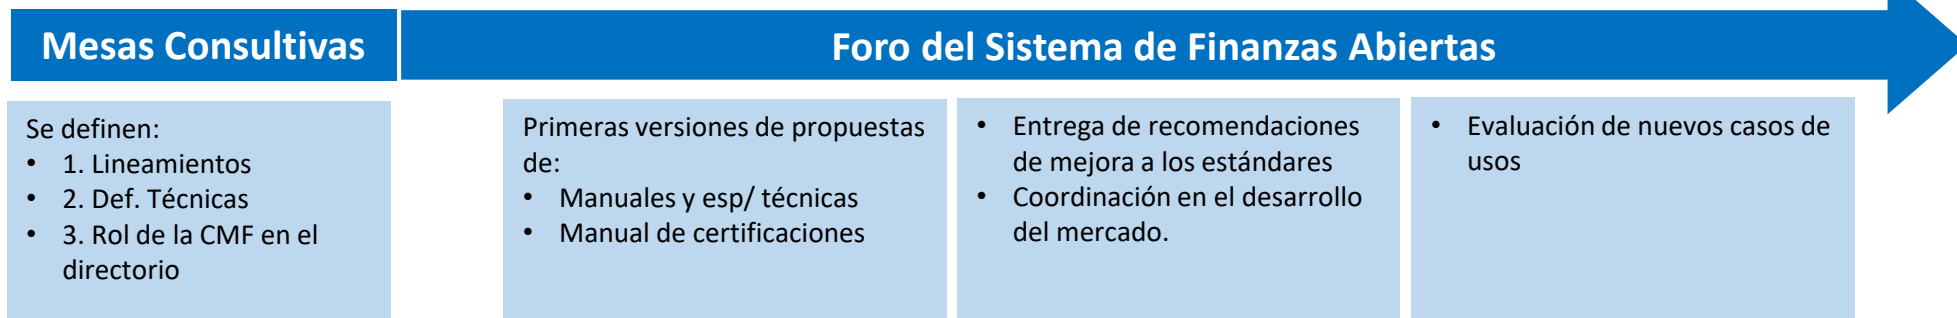 Mesas Consultivas
Foro del Sistema de Finanzas Abiertas
Se definen:
• 1. Lineamientos
• 2. Def. Técnicas
• 3. Rol de la CMF en el
directorio
Primeras versiones de propuestas
de:
• Manuales y esp/ técnicas
• Manual de certificaciones
• Entrega de recomendaciones
de mejora a los estándares
• Coordinación en el desarrollo
del mercado.
• Evaluación de nuevos casos de
usos